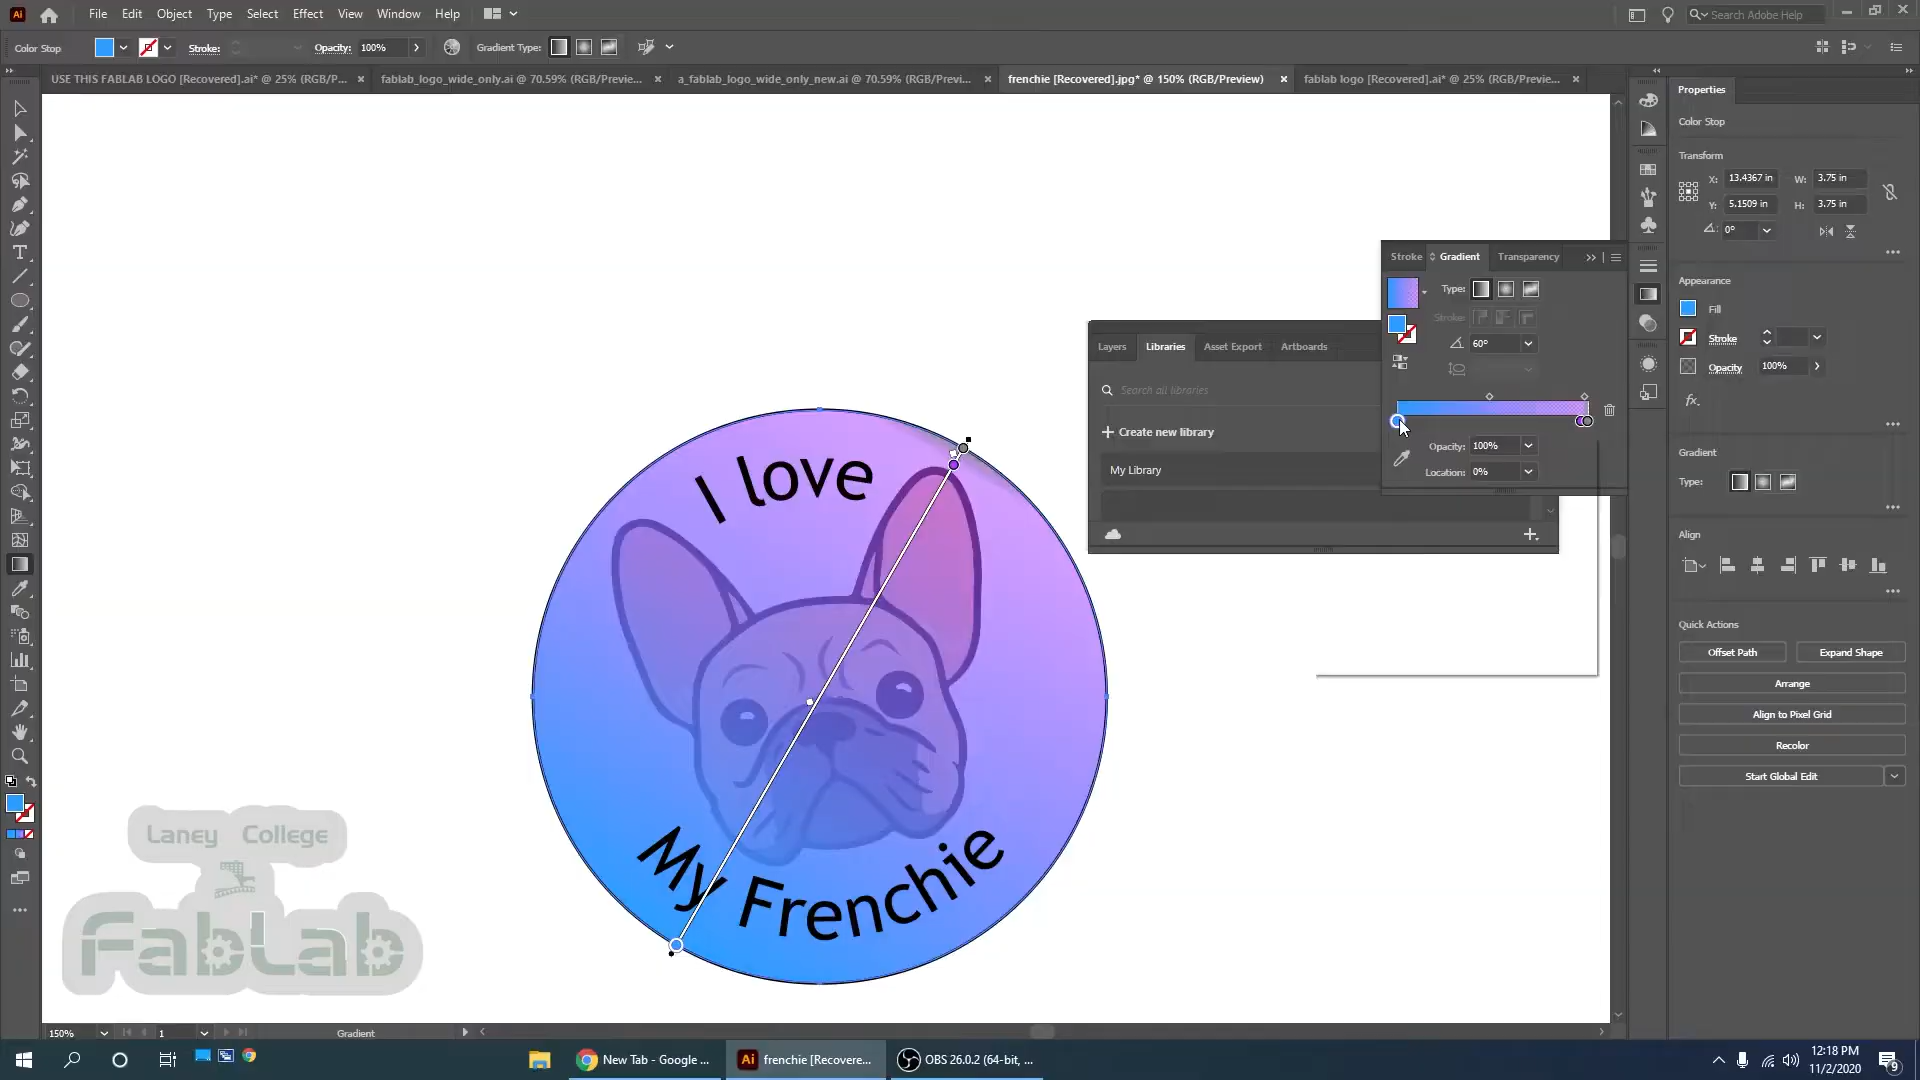 Ai File Edit Object Type Select Effect View Window Help Search Adobe Help
Color Stop Stroke: Opacity: 100% Gradient Type:
USE THIS FABLAB LOGO [Recovered].ai* @ 25% (RGB/P... fablab_logo_wide_only.ai @ 70.59% (RGB/Previe... a_fablab_logo_wide_only_new.ai @ 70.59% (RGB/Previ... frenchie [Recovered].jpg* @ 150% (RGB/Preview) fablab logo [Recovered].ai* @ 25% (RGB/Previe...
Properties
Color Stop
Transform
X: 13.4367 in W: 3.75 in
Y: 5.1509 in H: 3.75 in
0°
Appearance
Fill
Stroke
Opacity 100%
fx.
Gradient
Type:
Align
Quick Actions
Offset Path Expand Shape
Arrange
Align to Pixel Grid
Recolor
Start Global Edit
Stroke Gradient Transparency
Type:
Stroke:
60°
Opacity: 100%
Location: 0%
Layers Libraries Asset Export Artboards
Search all libraries
Create new library
My Library
I love
My Frenchie
Laney College
FabLab
150% 1 Gradient
New Tab - Google ... Ai frenchie [Recovere... OBS 26.0.2 (64-bit, ...
12:18 PM
11/2/2020
9